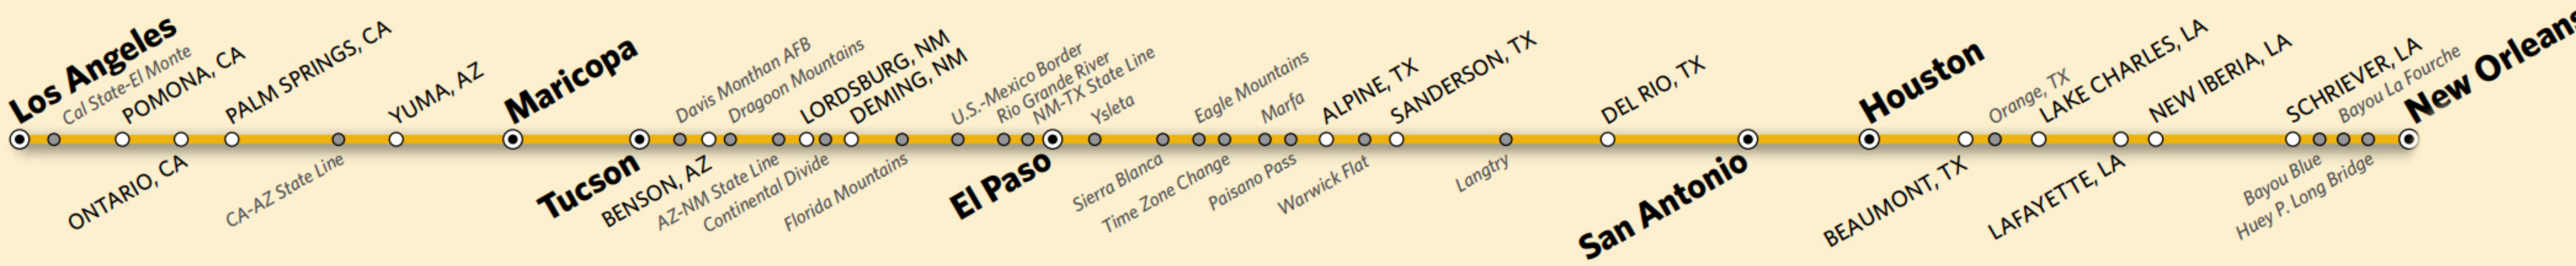 Los Angeles
Cal State-El Monte
POMONA, CA
ONTARIO, CA
PALM SPRINGS, CA
CA-AZ State Line
YUMA, AZ
Maricopa
Tucson
Davis Monthan AFB
BENSON, AZ
Dragoon Mountains
AZ-NM State Line
LORDSBURG, NM
Continental Divide
DEMING, NM
Florida Mountains
U.S.-Mexico Border
Rio Grande River
NM-TX State Line
El Paso
Ysleta
Sierra Blanca
Eagle Mountains
Time Zone Change
Marfa
Paisano Pass
ALPINE, TX
Warwick Flat
SANDERSON, TX
Langtry
DEL RIO, TX
San Antonio
Houston
BEAUMONT, TX
Orange, TX
LAKE CHARLES, LA
LAFAYETTE, LA
NEW IBERIA, LA
SCHRIEVER, LA
Bayou Blue
Bayou La Fourche
Huey P. Long Bridge
New Orleans